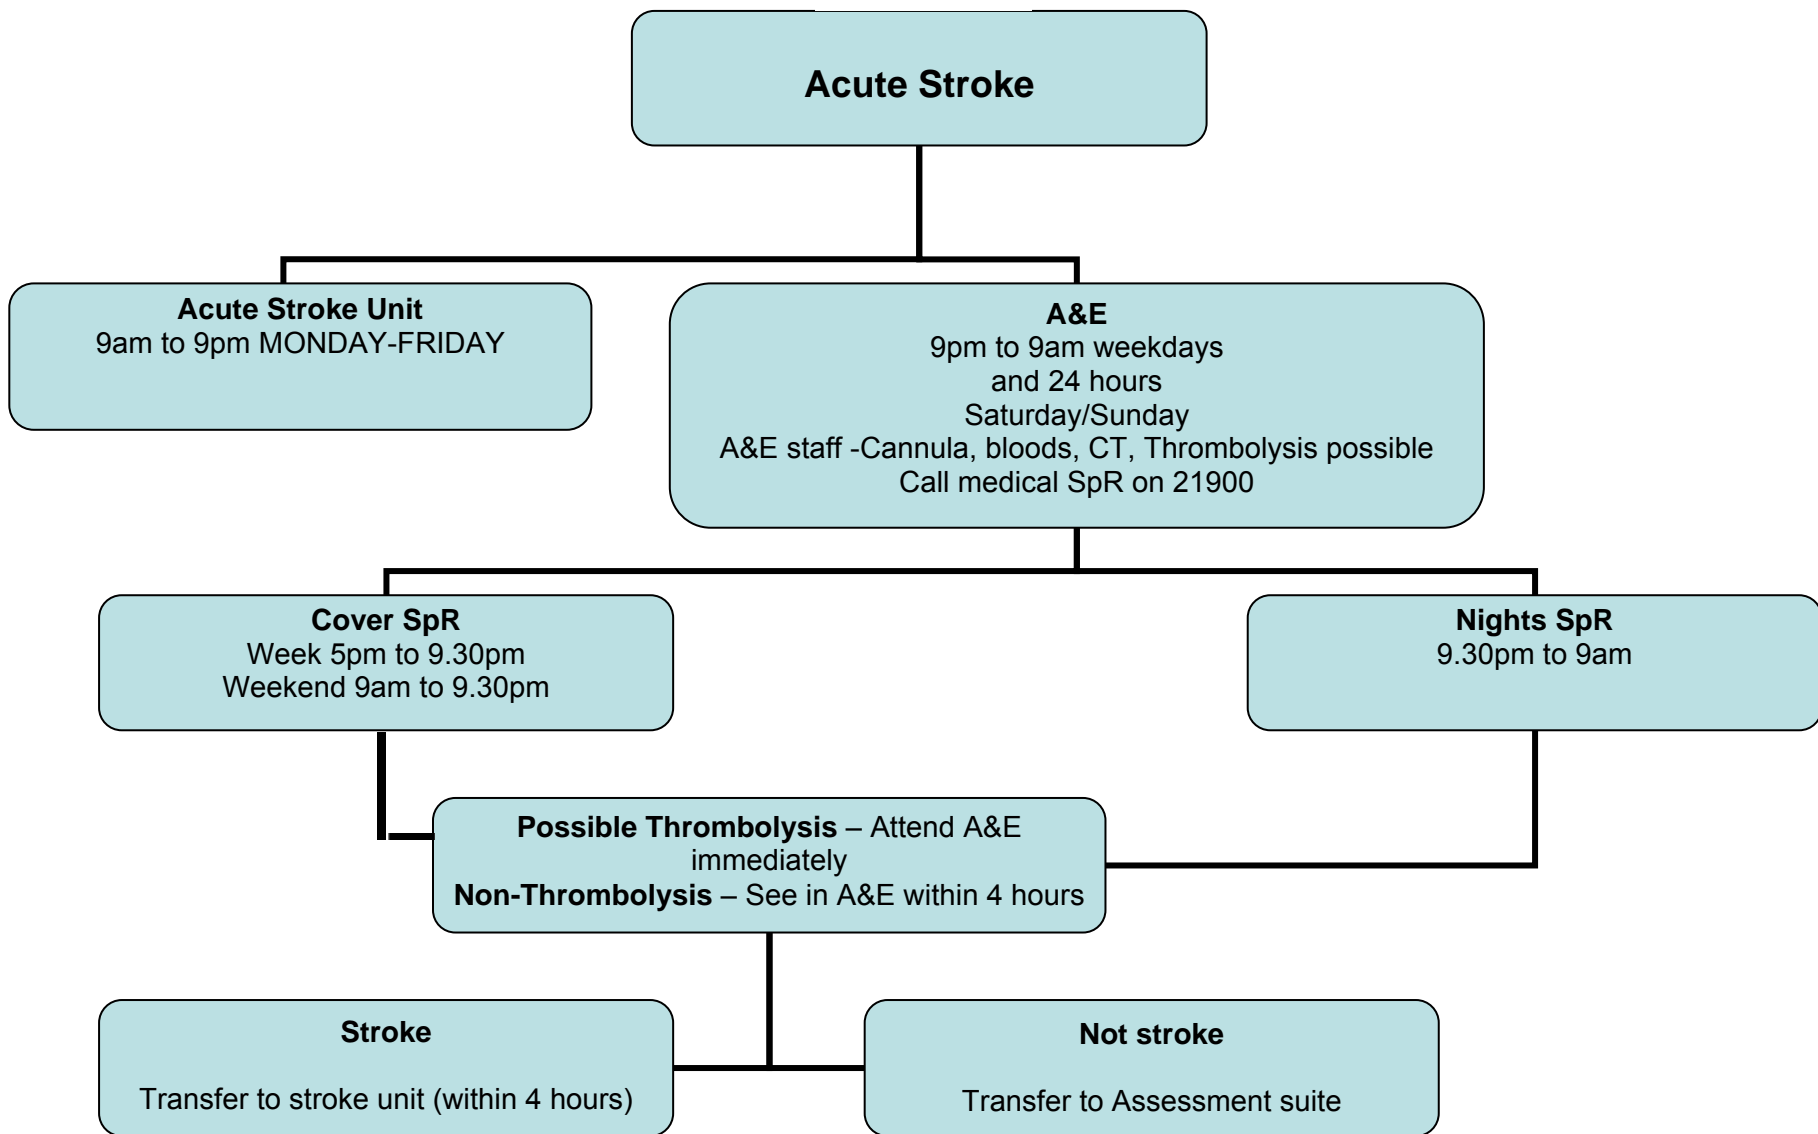 Acute Stroke
Acute Stroke Unit
9am to 9pm MONDAY-FRIDAY
A&E
9pm to 9am weekdays
and 24 hours
Saturday/Sunday
A&E staff -Cannula, bloods, CT, Thrombolysis possible
Call medical SpR on 21900
Cover SpR
Week 5pm to 9.30pm
Weekend 9am to 9.30pm
Nights SpR
9.30pm to 9am
Possible Thrombolysis – Attend A&E
immediately
Non-Thrombolysis – See in A&E within 4 hours
Stroke
Transfer to stroke unit (within 4 hours)
Not stroke
Transfer to Assessment suite